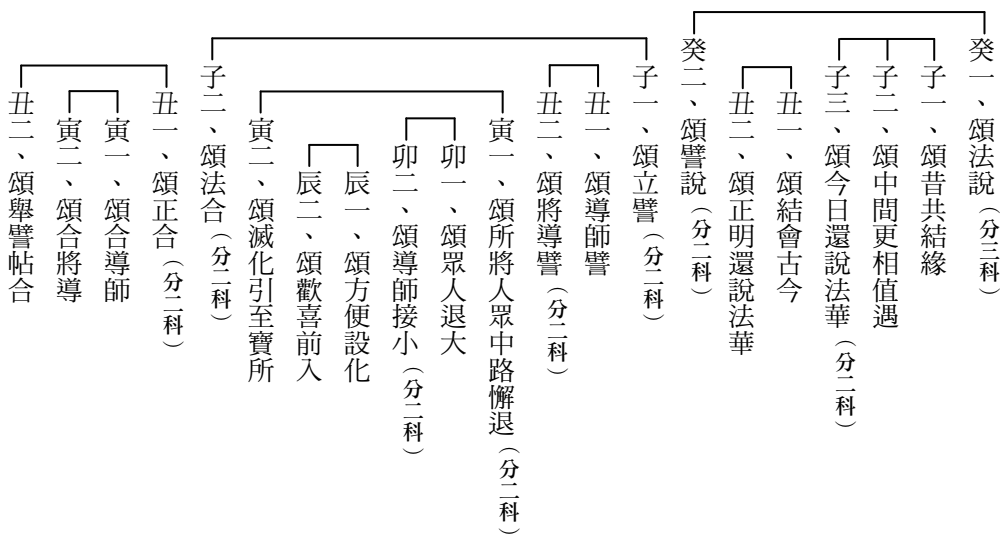 癸一、頌法說（分三科）
子一、頌昔共結緣
子二、頌中間更相值遇
子三、頌今日還說法華（分二科）
丑一、頌結會古今
丑二、頌正明還說法華
癸二、頌譬說（分二科）
子一、頌立譬（分二科）
丑一、頌導師譬
丑二、頌將導譬（分二科）
寅一、頌所將人眾中路懈退（分二科）
卯一、頌眾人退大
卯二、頌導師接小（分二科）
辰一、頌方便設化
辰二、頌歡喜前入
寅二、頌滅化引至寶所
子二、頌法合（分二科）
丑一、頌正合（分二科）
寅一、頌合導師
寅二、頌合將導
丑二、頌舉譬帖合